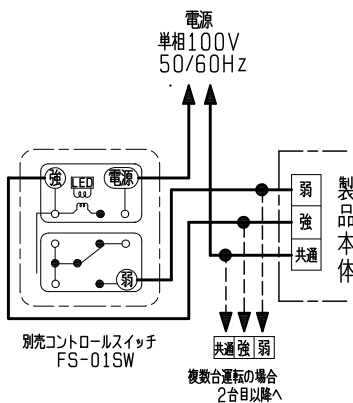 電源
単相100V
50/60Hz
強
LED
電源
弱
弱
強
共通
製品本体
共通 強 弱
別売コントロールスイッチ
FS-01SW
複数台運転の場合
2台目以降へ